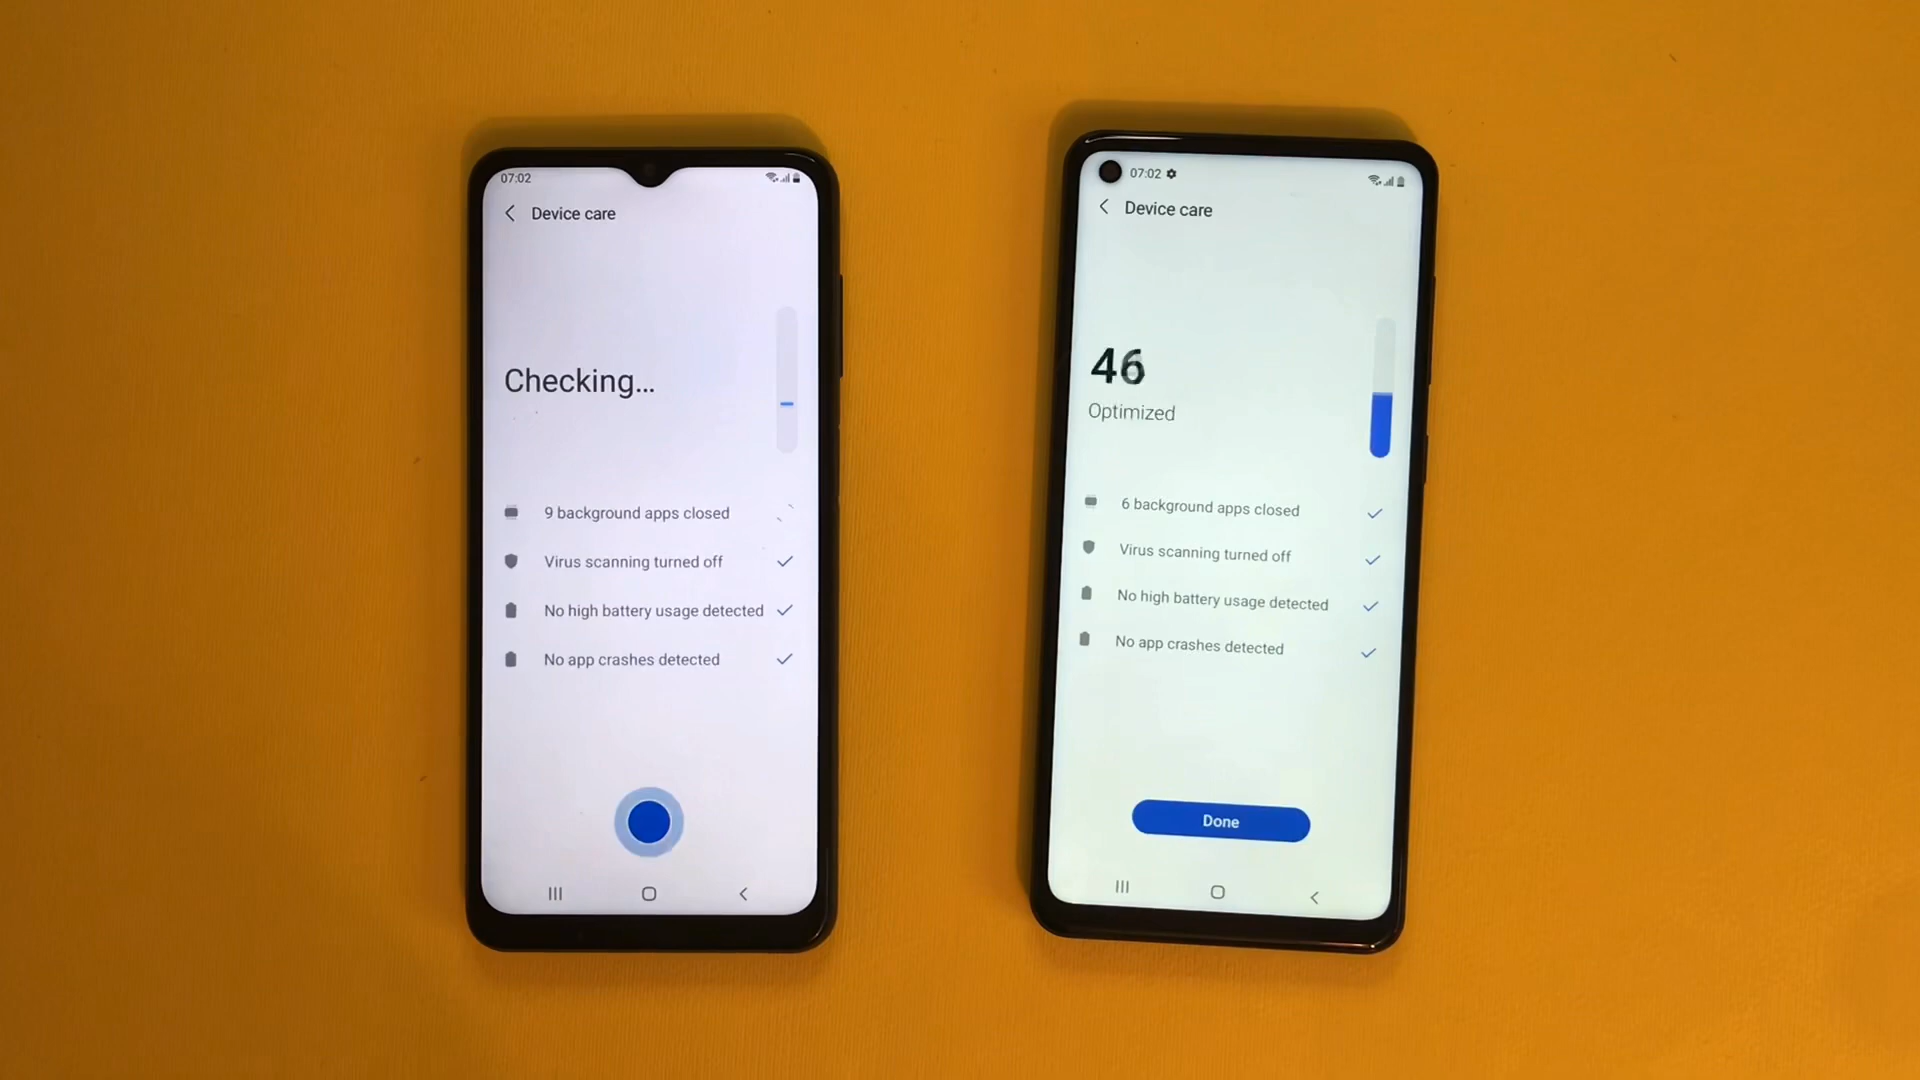 07:02
Device care
Checking...
9 background apps closed
Virus scanning turned off
No high battery usage detected
No app crashes detected
07:02
Device care
46
Optimized
6 background apps closed
Virus scanning turned off
No high battery usage detected
No app crashes detected
Done